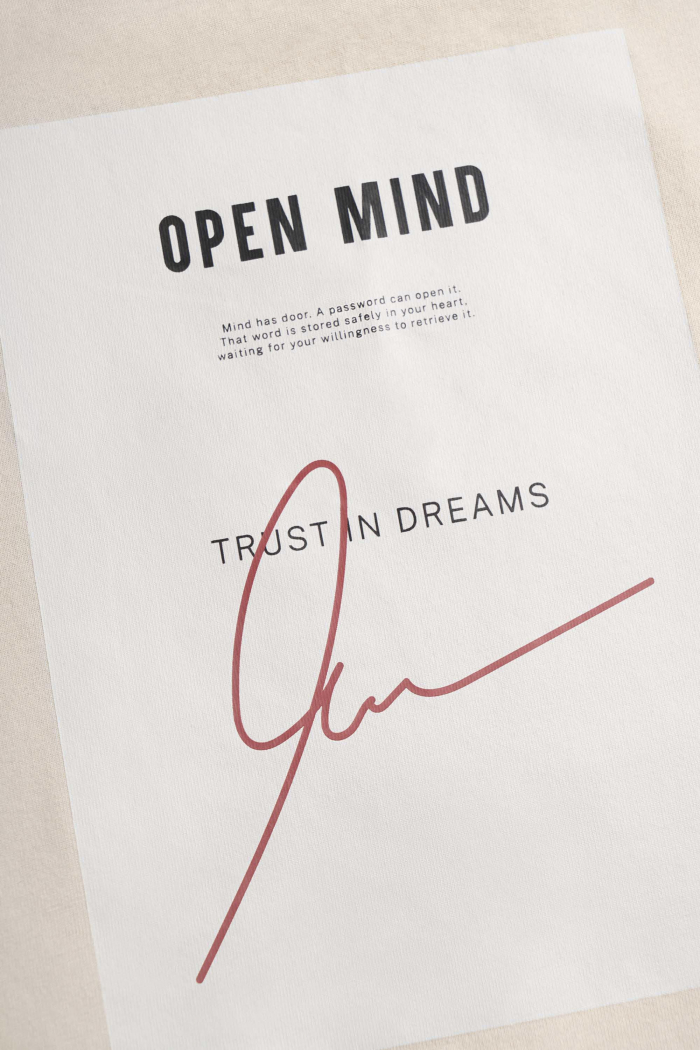 OPEN MIND
Mind has door. A password can open it.
That word is stored safely in your heart,
waiting for your willingness to retrieve it.
TRUST IN DREAMS